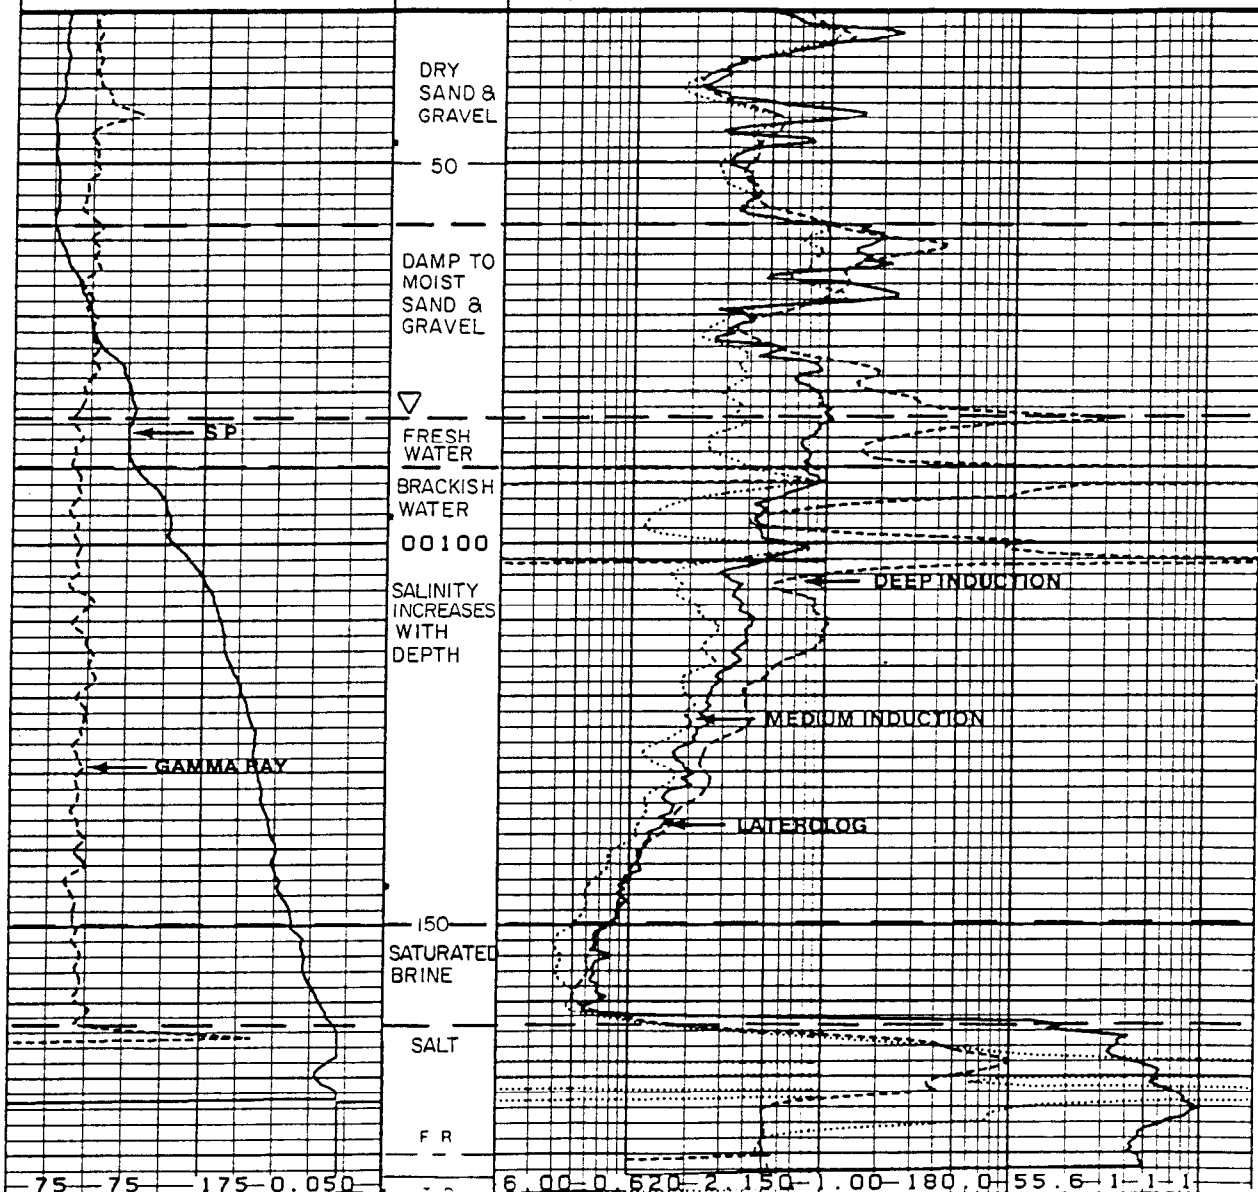 DRY
SAND &
GRAVEL
50
DAMP TO
MOIST
SAND &
GRAVEL
SP
FRESH
WATER
BRACKISH
WATER
00100
DEEP INDUCTION
SALINITY
INCREASES
WITH
DEPTH
MEDIUM INDUCTION
GAMMA RAY
LATEROLOG
150
SATURATED
BRINE
SALT
F R